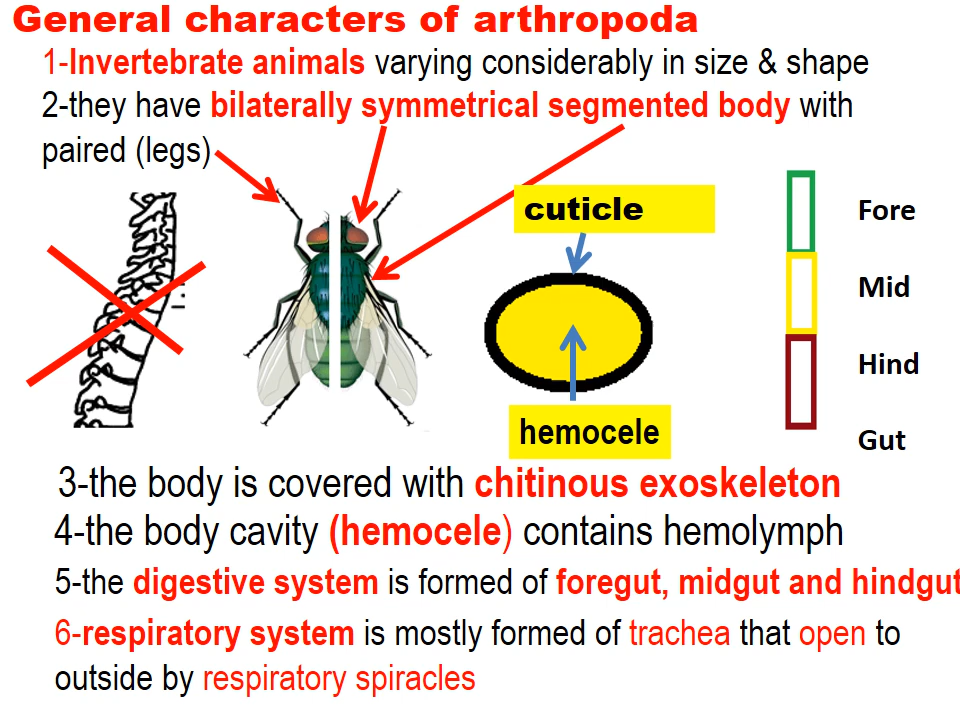 General characters of arthropoda
1-Invertebrate animals varying considerably in size & shape
2-they have bilaterally symmetrical segmented body with
paired (legs)
cuticle
hemocele
Fore
Mid
Hind
Gut
3-the body is covered with chitinous exoskeleton
4-the body cavity (hemocele) contains hemolymph
5-the digestive system is formed of foregut, midgut and hindgut
6-respiratory system is mostly formed of trachea that open to
outside by respiratory spiracles